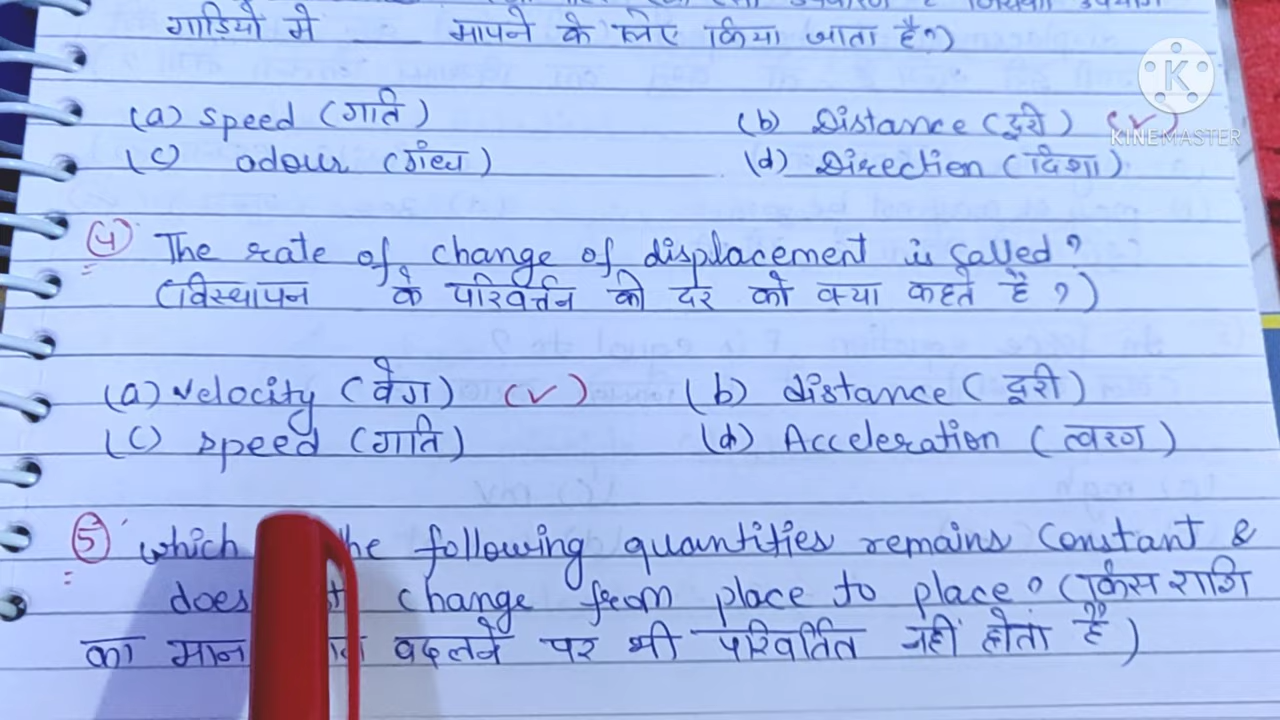 गाडियो मे ___ मापने के लिए किया जाता है?)
(a) speed (गति) (b) Distance (दूरी) (✓)
(c) odour (गंध) (d) Direction (दिशा)
KINEMASTER
(4) The rate of change of displacement is called?
(विस्थापन के परिवर्तन की दर को क्या कहते है?)
(a) velocity (वेग) (✓) (b) distance (दूरी)
(c) speed (गति) (d) Acceleration (त्वरण)
(5) which the following quantities remains constant &
does change from place to place? (किस राशि
का मान बदलने पर भी परिवर्तित नहीं होता है)